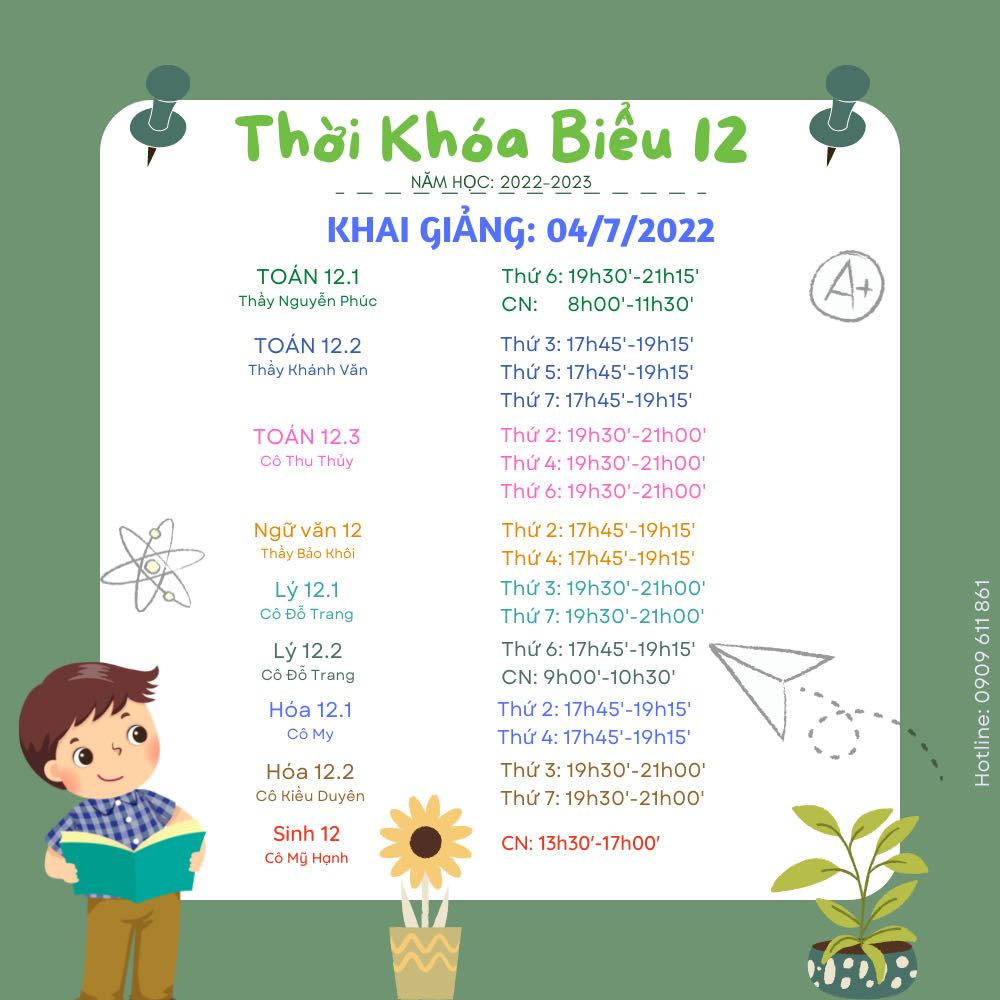 Thời Khóa Biểu 12
NĂM HỌC: 2022-2023
KHAI GIẢNG: 04/7/2022
TOÁN 12.1
Thầy Nguyễn Phúc
Thứ 6: 19h30'-21h15'
CN: 8h00'-11h30'
TOÁN 12.2
Thầy Khánh Văn
Thứ 3: 17h45'-19h15'
Thứ 5: 17h45'-19h15'
Thứ 7: 17h45'-19h15'
TOÁN 12.3
Cô Thu Thủy
Thứ 2: 19h30'-21h00'
Thứ 4: 19h30'-21h00'
Thứ 6: 19h30'-21h00'
Ngữ văn 12
Thầy Bảo Khôi
Thứ 2: 17h45'-19h15'
Thứ 4: 17h45'-19h15'
Lý 12.1
Cô Đỗ Trang
Thứ 3: 19h30'-21h00'
Thứ 7: 19h30'-21h00'
Lý 12.2
Cô Đỗ Trang
Thứ 6: 17h45'-19h15'
CN: 9h00'-10h30'
Hóa 12.1
Cô My
Thứ 2: 17h45'-19h15'
Thứ 4: 17h45'-19h15'
Hóa 12.2
Cô Kiều Duyên
Thứ 3: 19h30'-21h00'
Thứ 7: 19h30'-21h00'
Sinh 12
Cô Mỹ Hạnh
CN: 13h30'-17h00'
A+
Hotline: 0909 611 861